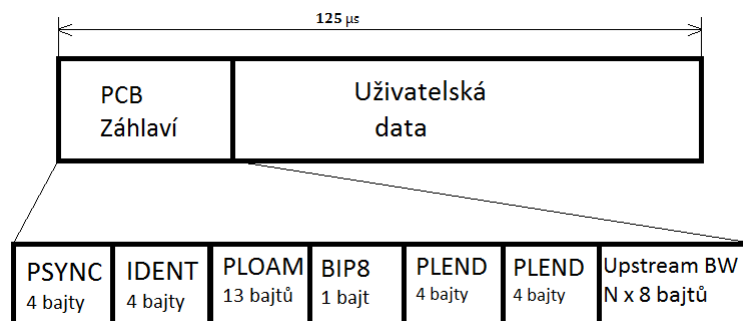 125 µs
PCB
Záhlaví
Uživatelská
data
PSYNC
4 bajty
IDENT
4 bajty
PLOAM
13 bajtů
BIP8
1 bajt
PLEND
4 bajty
PLEND
4 bajty
Upstream BW
N x 8 bajtů